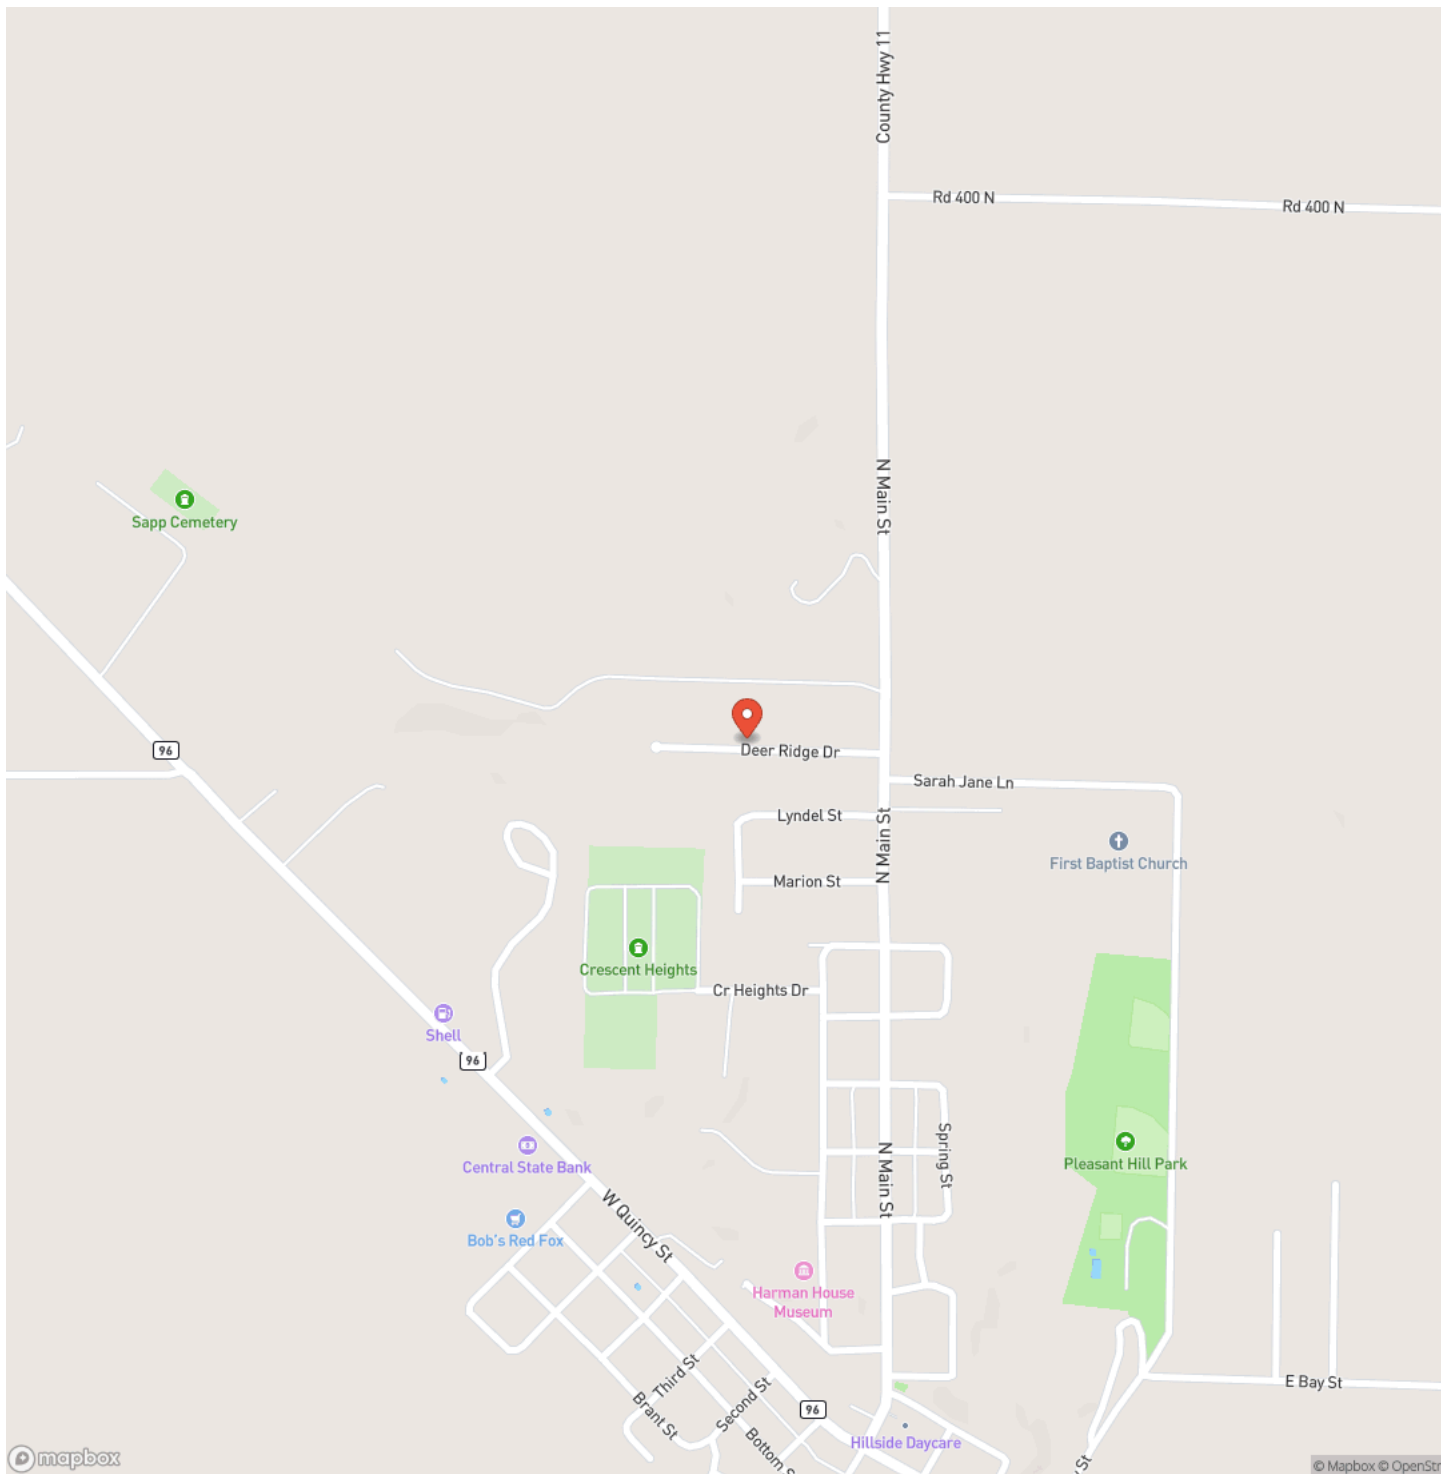 County Hwy 11
Rd 400 N
Rd 400 N
N Main St
Sapp Cemetery
96
Deer Ridge Dr
Sarah Jane Ln
Lyndel St
N Main St
First Baptist Church
Marion St
Crescent Heights
Cr Heights Dr
Shell
96
Central State Bank
Spring St
N Main St
Pleasant Hill Park
W Quincy St
Bob's Red Fox
Harman House
Museum
Third St
Second St
Brant St
96
E Bay St
Bottom S
Hillside Daycare
St
mapbox
© Mapbox © OpenStr